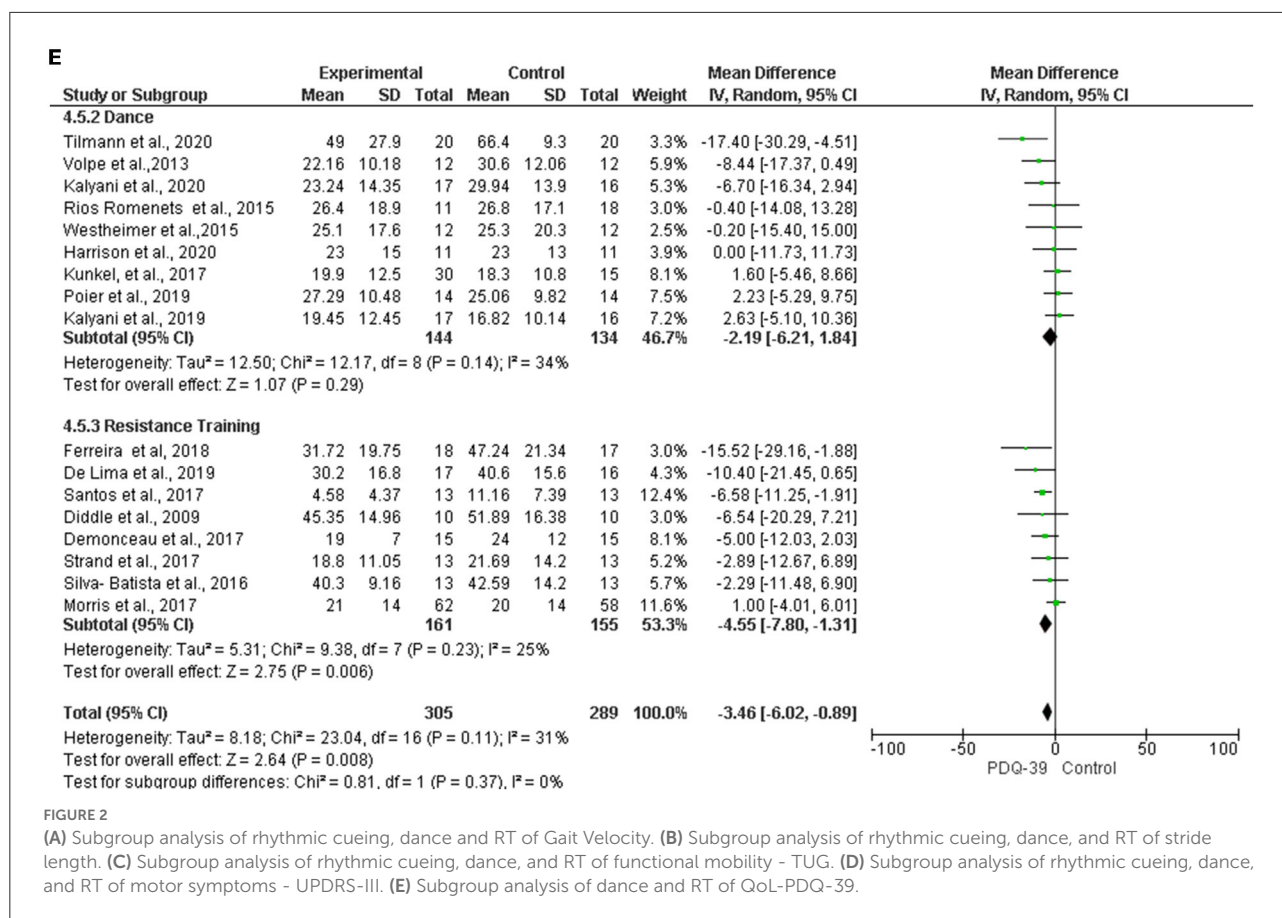 E
Experimental Control Mean Difference Mean Difference
Study or Subgroup Mean SD Total Mean SD Total Weight IV, Random, 95% CI IV, Random, 95% CI
4.5.2 Dance
Tilmann et al., 2020 49 27.9 20 66.4 9.3 20 3.3% -17.40 [-30.29, -4.51]
Volpe et al.,2013 22.16 10.18 12 30.6 12.06 12 5.9% -8.44 [-17.37, 0.49]
Kalyani et al., 2020 23.24 14.35 17 29.94 13.9 16 5.3% -6.70 [-16.34, 2.94]
Rios Romenets et al., 2015 26.4 18.9 11 26.8 17.1 18 3.0% -0.40 [-14.08, 13.28]
Westheimer et al.,2015 25.1 17.6 12 25.3 20.3 12 2.5% -0.20 [-15.40, 15.00]
Harrison et al., 2020 23 15 11 23 13 11 4.0% 0.00 [-11.73, 11.73]
Kunkel, et al., 2017 19.9 12.5 30 18.3 10.8 15 8.1% 1.60 [-5.46, 8.66]
Poier et al., 2019 27.29 10.48 14 25.06 9.82 14 7.5% 2.23 [-5.29, 9.75]
Kalyani et al., 2019 19.45 12.45 17 16.82 10.14 16 7.2% 2.63 [-5.10, 10.36]
Subtotal (95% CI) 144 134 46.7% -2.19 [-6.21, 1.84]
Heterogeneity: Tau² = 12.50; Chi² = 12.17, df = 8 (P = 0.14); I² = 34%
Test for overall effect: Z = 1.07 (P = 0.29)
4.5.3 Resistance Training
Ferreira et al, 2018 31.72 19.75 18 47.24 21.34 17 3.0% -15.52 [-29.16, -1.88]
De Lima et al., 2019 30.2 16.8 17 40.6 15.6 16 4.3% -10.40 [-21.45, 0.65]
Santos et al., 2017 4.58 4.37 13 11.16 7.39 13 12.4% -6.58 [-11.25, -1.91]
Diddle et al., 2009 45.35 14.96 10 51.89 16.38 10 3.0% -6.54 [-20.29, 7.21]
Demonceau et al., 2017 19 7 15 24 12 15 8.1% -5.00 [-12.03, 2.03]
Strand et al., 2017 18.8 11.05 13 21.69 14.2 13 5.1% -2.89 [-12.67, 6.89]
Silva- Batista et al., 2016 40.3 9.16 13 42.59 14.2 13 5.7% -2.29 [-11.48, 6.90]
Morris et al., 2017 21 14 62 20 14 58 11.6% 1.00 [-4.01, 6.01]
Subtotal (95% CI) 161 155 53.3% -4.55 [-7.80, -1.31]
Heterogeneity: Tau² = 5.31; Chi² = 9.38, df = 7 (P = 0.23); I² = 25%
Test for overall effect: Z = 2.75 (P = 0.006)
Total (95% CI) 305 289 100.0% -3.46 [-6.02, -0.89]
Heterogeneity: Tau² = 8.18; Chi² = 23.04, df = 16 (P = 0.11); I² = 31%
Test for overall effect: Z = 2.64 (P = 0.008)
Test for subgroup differences: Chi² = 0.81, df = 1 (P = 0.37), I² = 0%
-100 -50 0 50 100
PDQ-39 Control
FIGURE 2
(A) Subgroup analysis of rhythmic cueing, dance and RT of Gait Velocity. (B) Subgroup analysis of rhythmic cueing, dance, and RT of stride
length. (C) Subgroup analysis of rhythmic cueing, dance, and RT of functional mobility - TUG. (D) Subgroup analysis of rhythmic cueing, dance,
and RT of motor symptoms - UPDRS-III. (E) Subgroup analysis of dance and RT of QoL-PDQ-39.